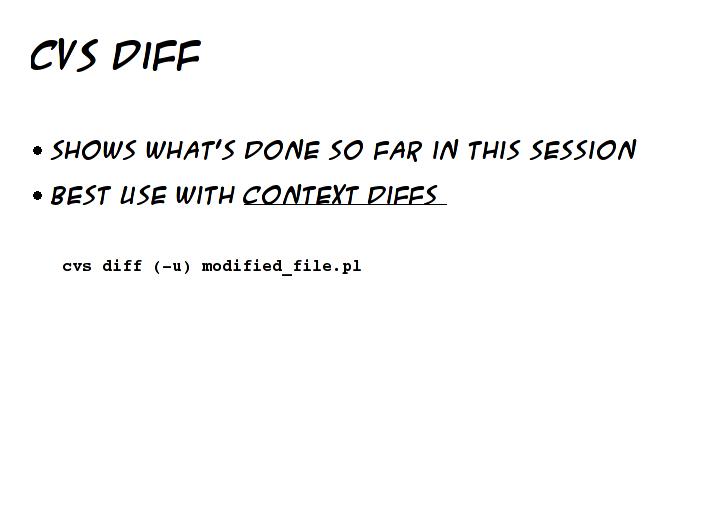 CVS DIFF
• SHOWS WHAT'S DONE SO FAR IN THIS SESSION
• BEST USE WITH CONTEXT DIFFS
cvs diff (-u) modified_file.pl